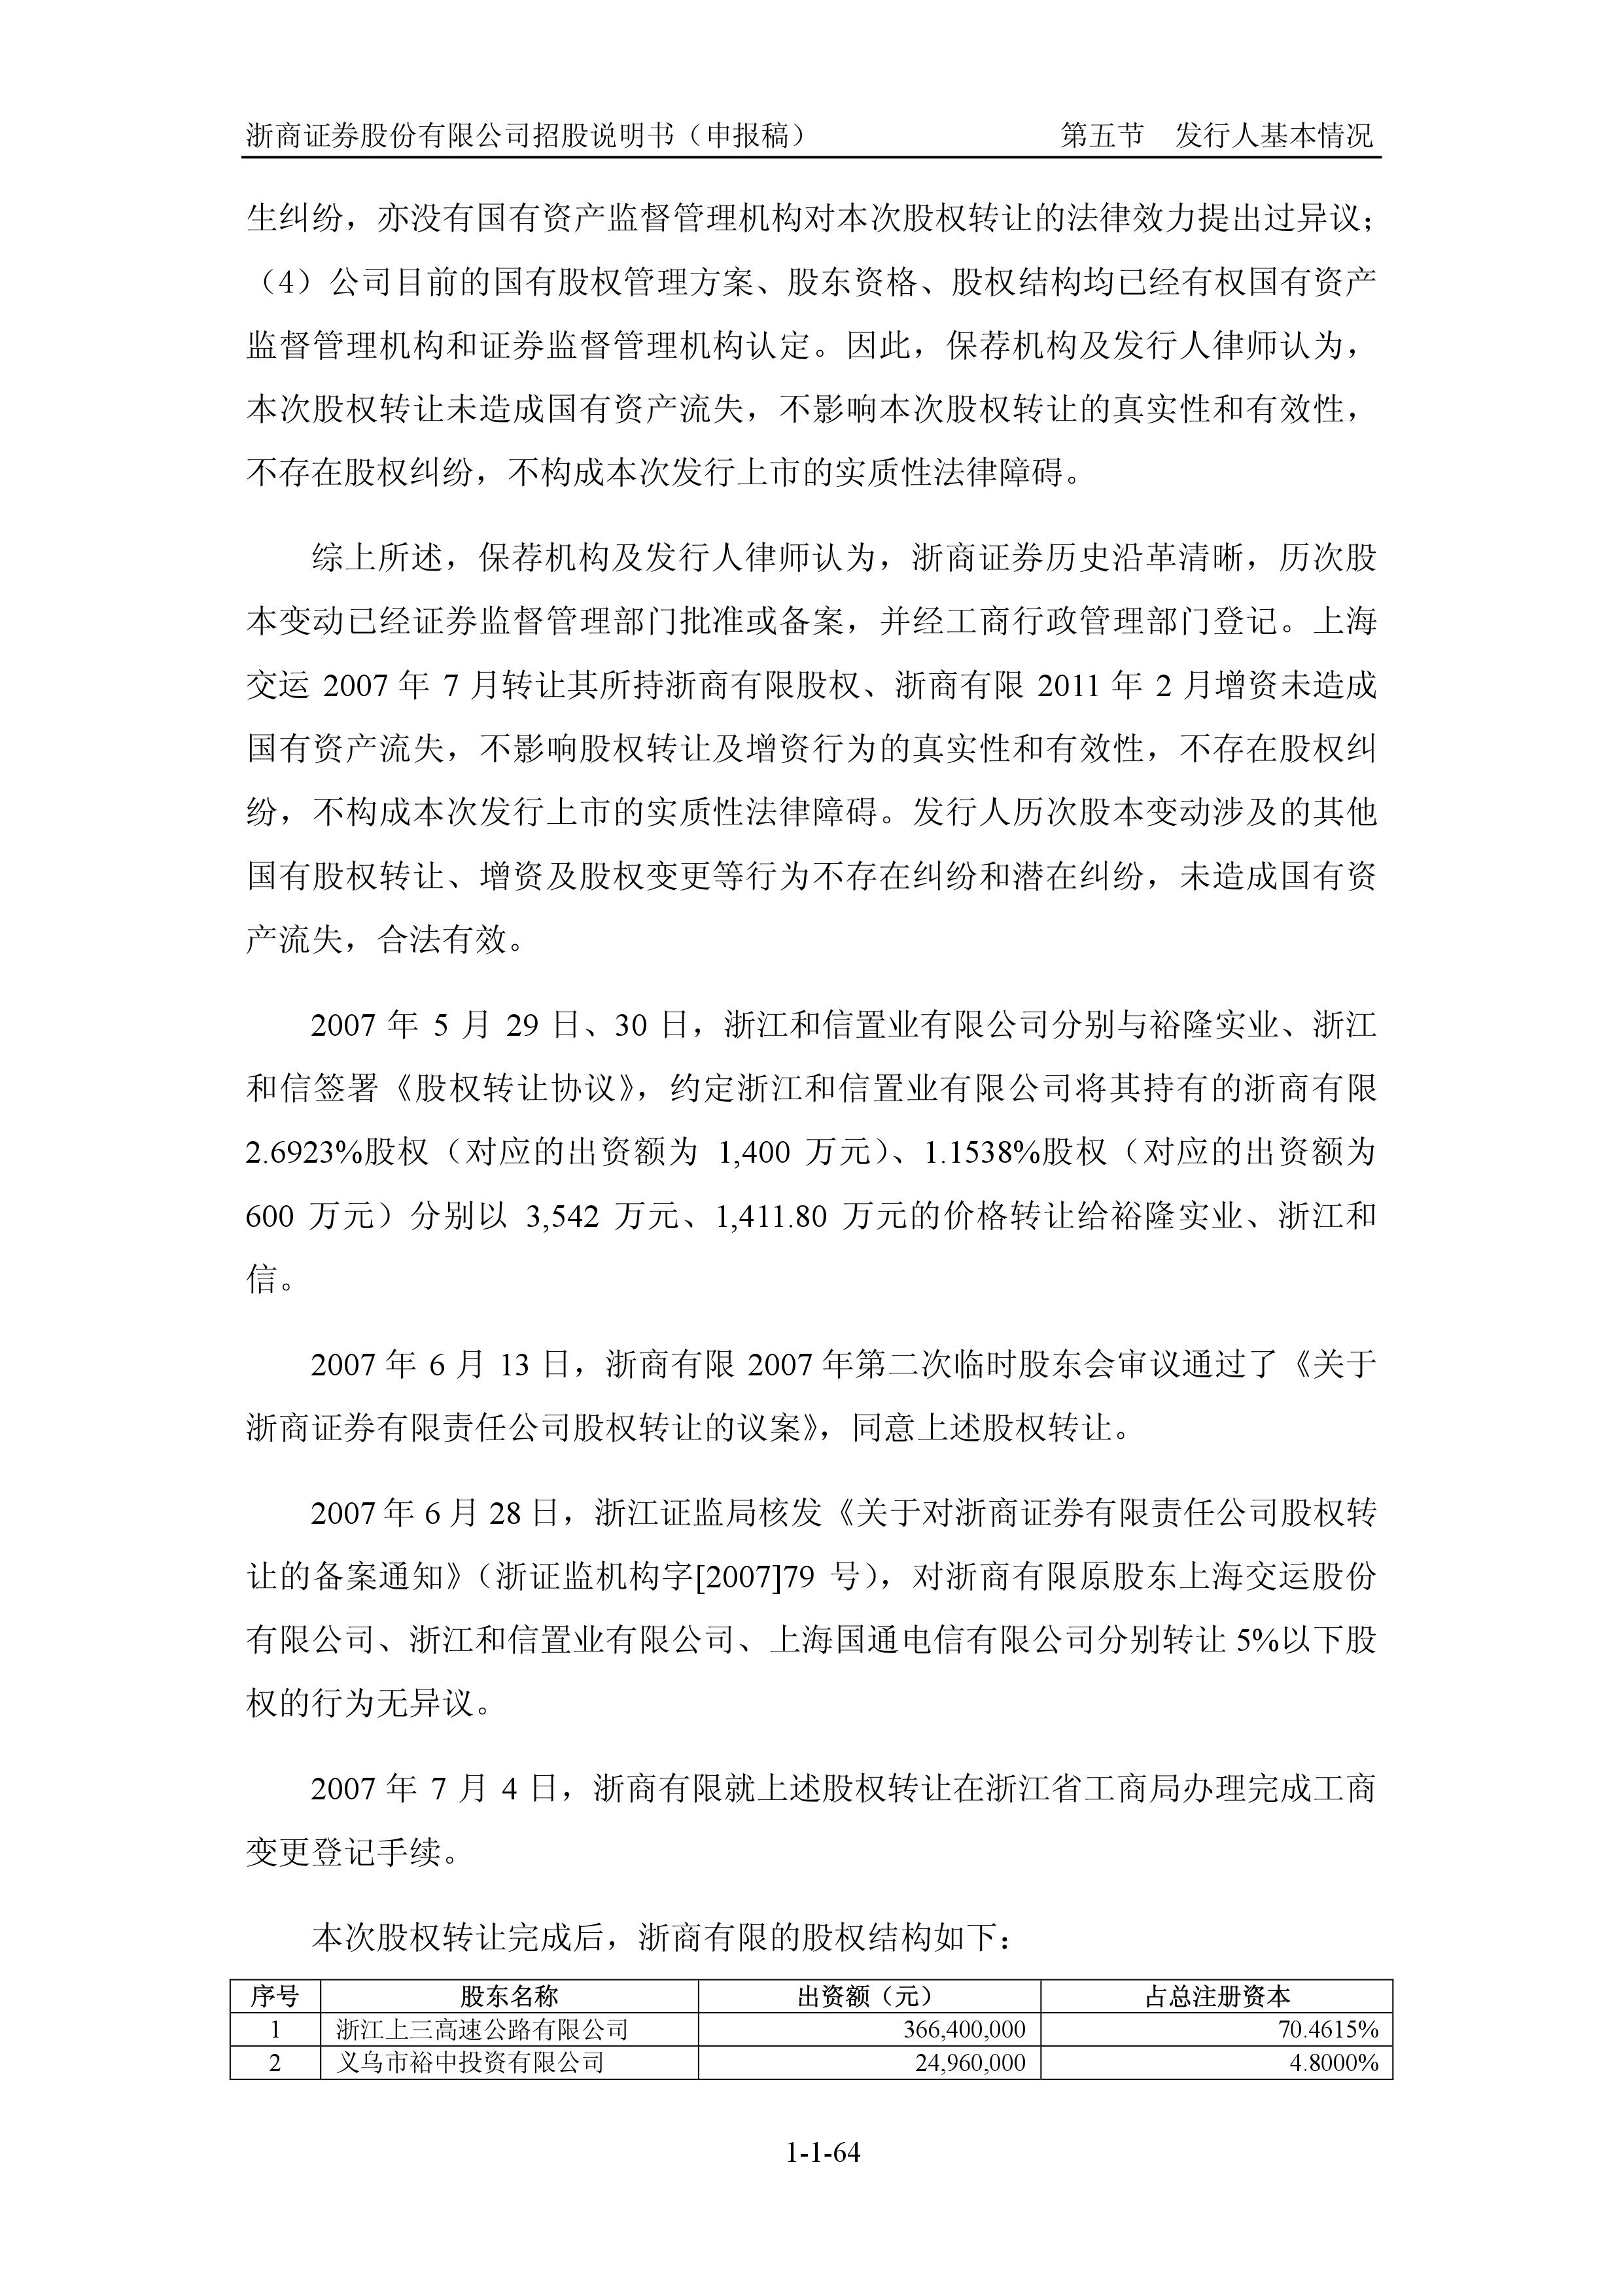 浙商证券股份有限公司招股说明书（申报稿） 第五节 发行人基本情况
生纠纷，亦没有国有资产监督管理机构对本次股权转让的法律效力提出过异议；
（4）公司目前的国有股权管理方案、股东资格、股权结构均已经有权国有资产
监督管理机构和证券监督管理机构认定。因此，保荐机构及发行人律师认为，
本次股权转让未造成国有资产流失，不影响本次股权转让的真实性和有效性，
不存在股权纠纷，不构成本次发行上市的实质性法律障碍。
综上所述，保荐机构及发行人律师认为，浙商证券历史沿革清晰，历次股
本变动已经证券监督管理部门批准或备案，并经工商行政管理部门登记。上海
交运 2007 年 7 月转让其所持浙商有限股权、浙商有限 2011 年 2 月增资未造成
国有资产流失，不影响股权转让及增资行为的真实性和有效性，不存在股权纠
纷，不构成本次发行上市的实质性法律障碍。发行人历次股本变动涉及的其他
国有股权转让、增资及股权变更等行为不存在纠纷和潜在纠纷，未造成国有资
产流失，合法有效。
2007 年 5 月 29 日、30 日，浙江和信置业有限公司分别与裕隆实业、浙江
和信签署《股权转让协议》，约定浙江和信置业有限公司将其持有的浙商有限
2.6923%股权（对应的出资额为 1,400 万元）、1.1538%股权（对应的出资额为
600 万元）分别以 3,542 万元、1,411.80 万元的价格转让给裕隆实业、浙江和
信。
2007 年 6 月 13 日，浙商有限 2007 年第二次临时股东会审议通过了《关于
浙商证券有限责任公司股权转让的议案》，同意上述股权转让。
2007 年 6 月 28 日，浙江证监局核发《关于对浙商证券有限责任公司股权转
让的备案通知》（浙证监机构字[2007]79 号），对浙商有限原股东上海交运股份
有限公司、浙江和信置业有限公司、上海国通电信有限公司分别转让 5%以下股
权的行为无异议。
2007 年 7 月 4 日，浙商有限就上述股权转让在浙江省工商局办理完成工商
变更登记手续。
本次股权转让完成后，浙商有限的股权结构如下：
序号 股东名称 出资额（元） 占总注册资本
1 浙江上三高速公路有限公司 366,400,000 70.4615%
2 义乌市裕中投资有限公司 24,960,000 4.8000%
1-1-64